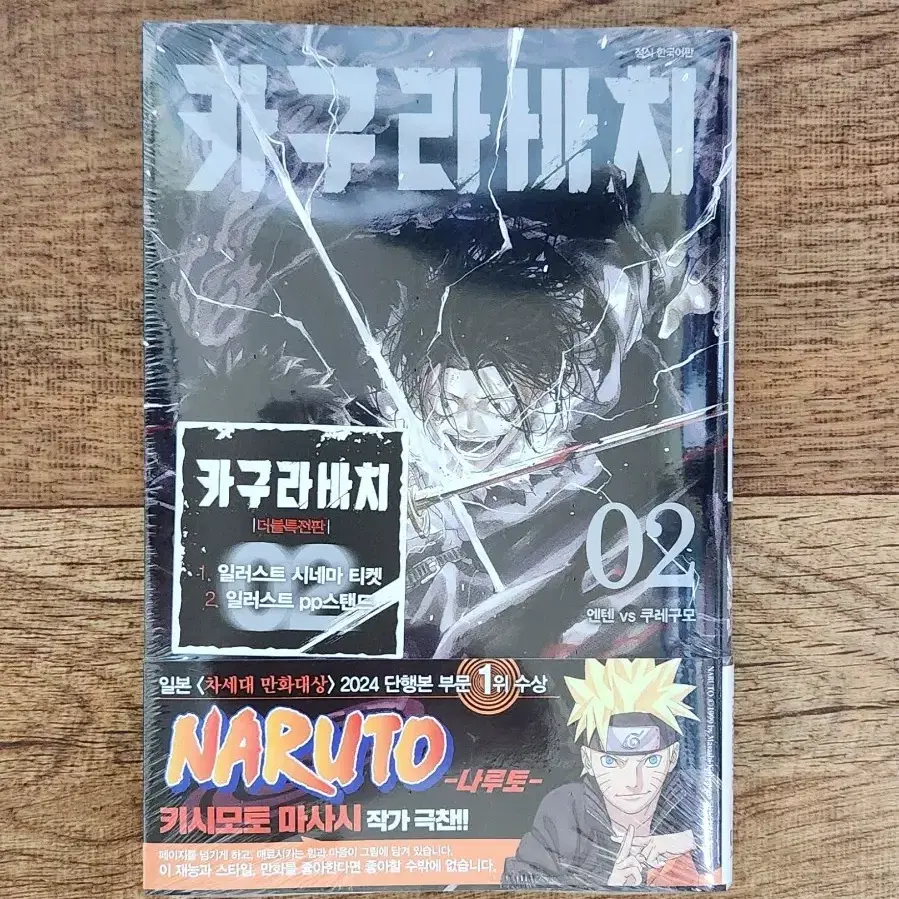 정식 한국어판
카구라바치
카구라바치
더블특전판
02
1. 일러스트 시네마 티켓
2. 일러스트 pp스탠드
02
엔텐 vs 쿠레구모
일본 <차세대 만화대상> 2024 단행본 부문 1위 수상
NARUTO
-나루토-
키시모토 마사시 작가 극찬!!
페이지를 넘기게 하고, 매료시키는 힘과 마음이 그림에 담겨 있습니다.
이 재능과 스타일, 만화를 좋아한다면 좋아할 수밖에 없습니다.
NARUTO ©1999 by